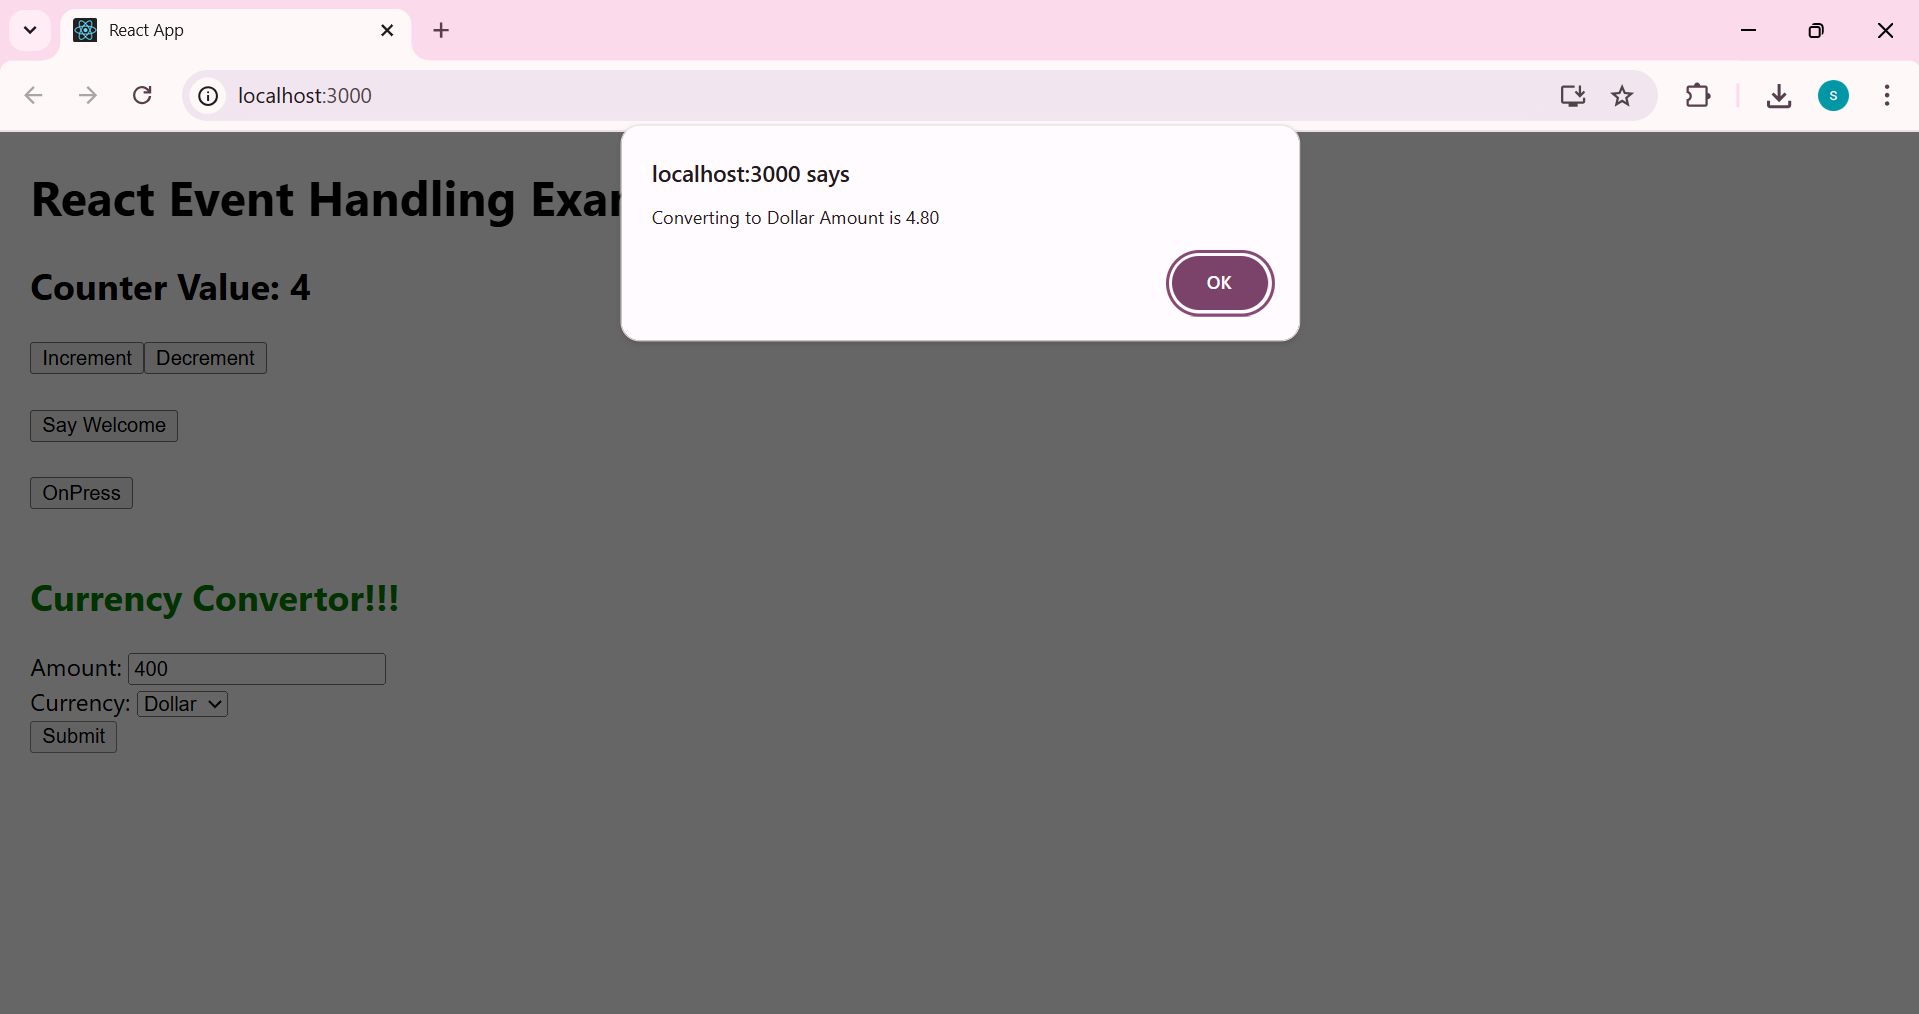 React App
localhost:3000
s
localhost:3000 says
Converting to Dollar Amount is 4.80
OK
React Event Handling
Counter Value: 4
Increment Decrement
Say Welcome
OnPress
Currency Convertor!!!
Amount: 400
Currency: Dollar
Submit